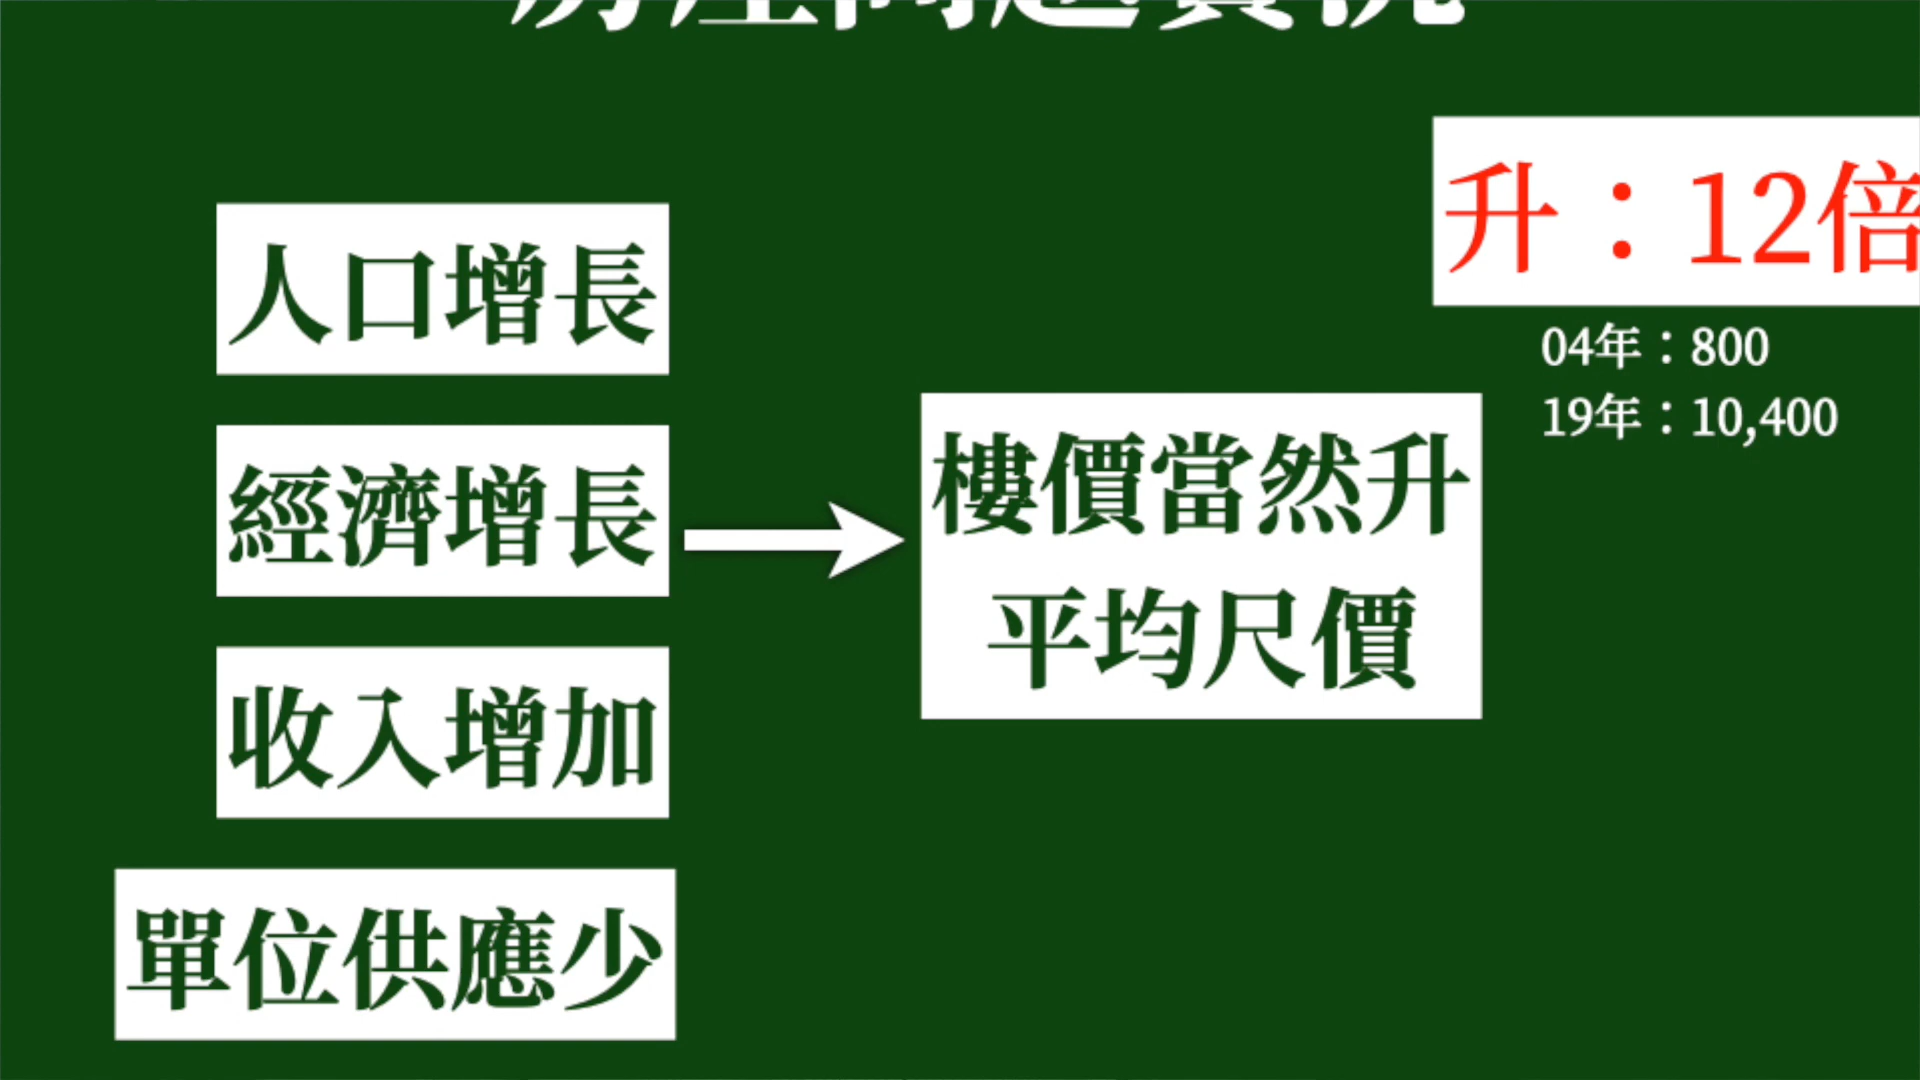 人口增長
經濟增長
收入增加
單位供應少
樓價當然升
平均尺價
升：12倍
04年：800
19年：10,400